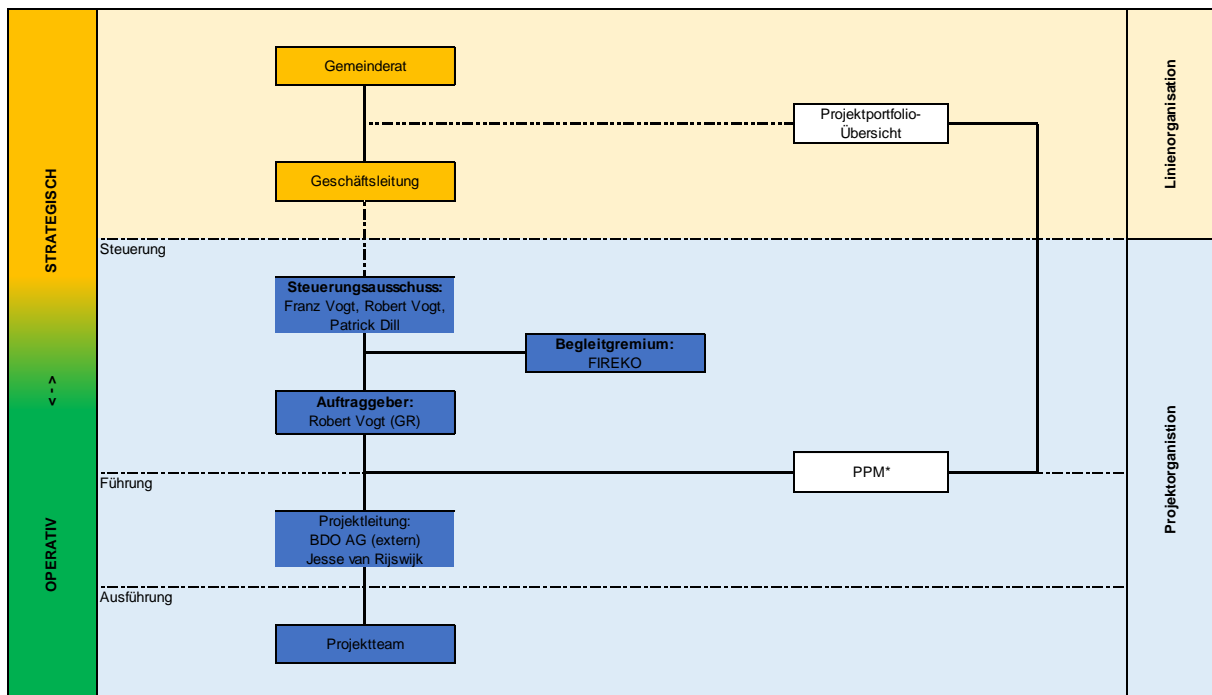 Gemeinderat
Projektportfolio-
Übersicht
Geschäftsleitung
Linienorganisation
STRATEGISCH
Steuerung
Steuerungsausschuss:
Franz Vogt, Robert Vogt,
Patrick Dill
Begleitgremium:
FIREKO
< - >
Auftraggeber:
Robert Vogt (GR)
PPM*
Projektorganistion
Führung
Projektleitung:
BDO AG (extern)
Jesse van Rijswijk
OPERATIV
Ausführung
Projektteam